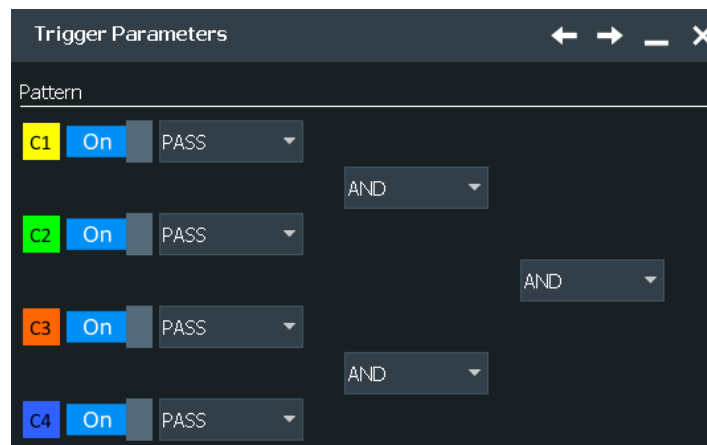 Trigger Parameters
Pattern
C1 On PASS
AND
C2 On PASS
AND
C3 On PASS
AND
C4 On PASS